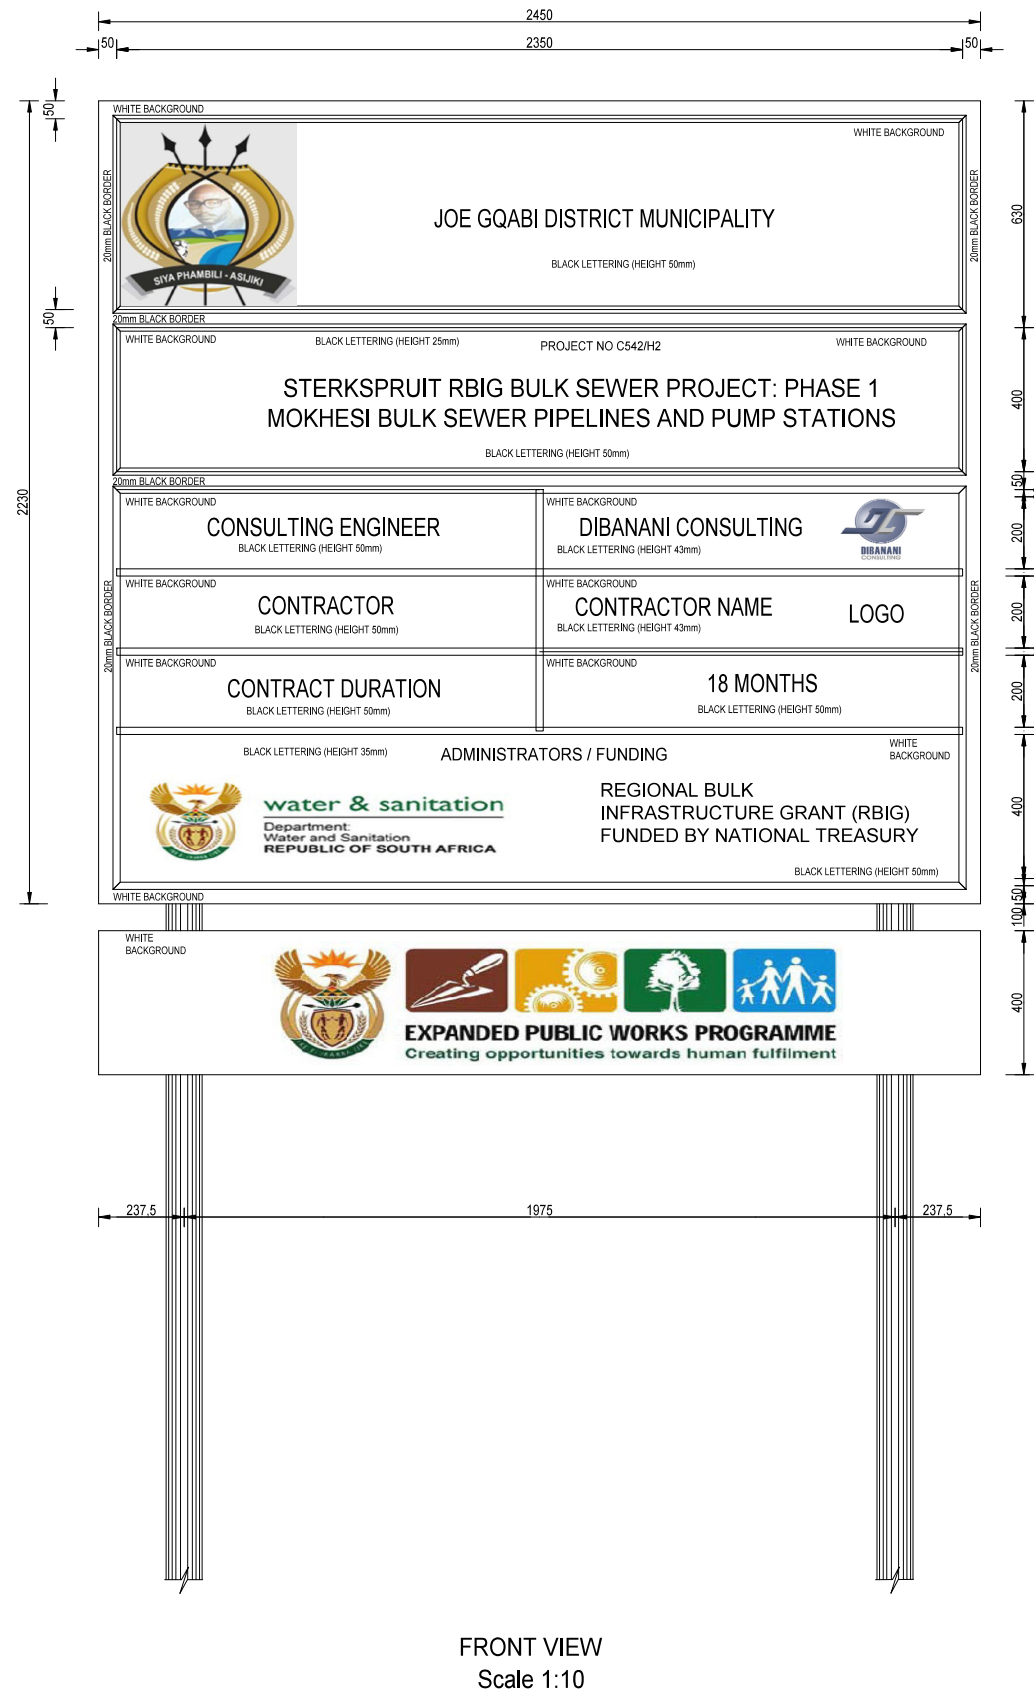 2450
50
2350
50
50
WHITE BACKGROUND
WHITE BACKGROUND
20mm BLACK BORDER
20mm BLACK BORDER
630
JOE GQABI DISTRICT MUNICIPALITY
BLACK LETTERING (HEIGHT 50mm)
SIYA PHAMBILI - ASIJIKI
50
20mm BLACK BORDER
WHITE BACKGROUND
BLACK LETTERING (HEIGHT 25mm)
PROJECT NO C542/H2
WHITE BACKGROUND
STERKSPRUIT RBIG BULK SEWER PROJECT: PHASE 1
400
MOKHESI BULK SEWER PIPELINES AND PUMP STATIONS
BLACK LETTERING (HEIGHT 50mm)
20mm BLACK BORDER
50
2230
WHITE BACKGROUND
WHITE BACKGROUND
CONSULTING ENGINEER
DIBANANI CONSULTING
200
BLACK LETTERING (HEIGHT 50mm)
BLACK LETTERING (HEIGHT 43mm)
DIBANANI
CONSULTING
WHITE BACKGROUND
WHITE BACKGROUND
20mm BLACK BORDER
20mm BLACK BORDER
CONTRACTOR
CONTRACTOR NAME
LOGO
200
BLACK LETTERING (HEIGHT 50mm)
BLACK LETTERING (HEIGHT 43mm)
WHITE BACKGROUND
WHITE BACKGROUND
CONTRACT DURATION
18 MONTHS
200
BLACK LETTERING (HEIGHT 50mm)
BLACK LETTERING (HEIGHT 50mm)
BLACK LETTERING (HEIGHT 35mm)
ADMINISTRATORS / FUNDING
WHITE
BACKGROUND
water & sanitation
Department:
Water and Sanitation
REPUBLIC OF SOUTH AFRICA
REGIONAL BULK
INFRASTRUCTURE GRANT (RBIG)
FUNDED BY NATIONAL TREASURY
400
BLACK LETTERING (HEIGHT 50mm)
WHITE BACKGROUND
50
100
WHITE
BACKGROUND
EXPANDED PUBLIC WORKS PROGRAMME
Creating opportunities towards human fulfilment
400
237,5
1975
237,5
FRONT VIEW
Scale 1:10